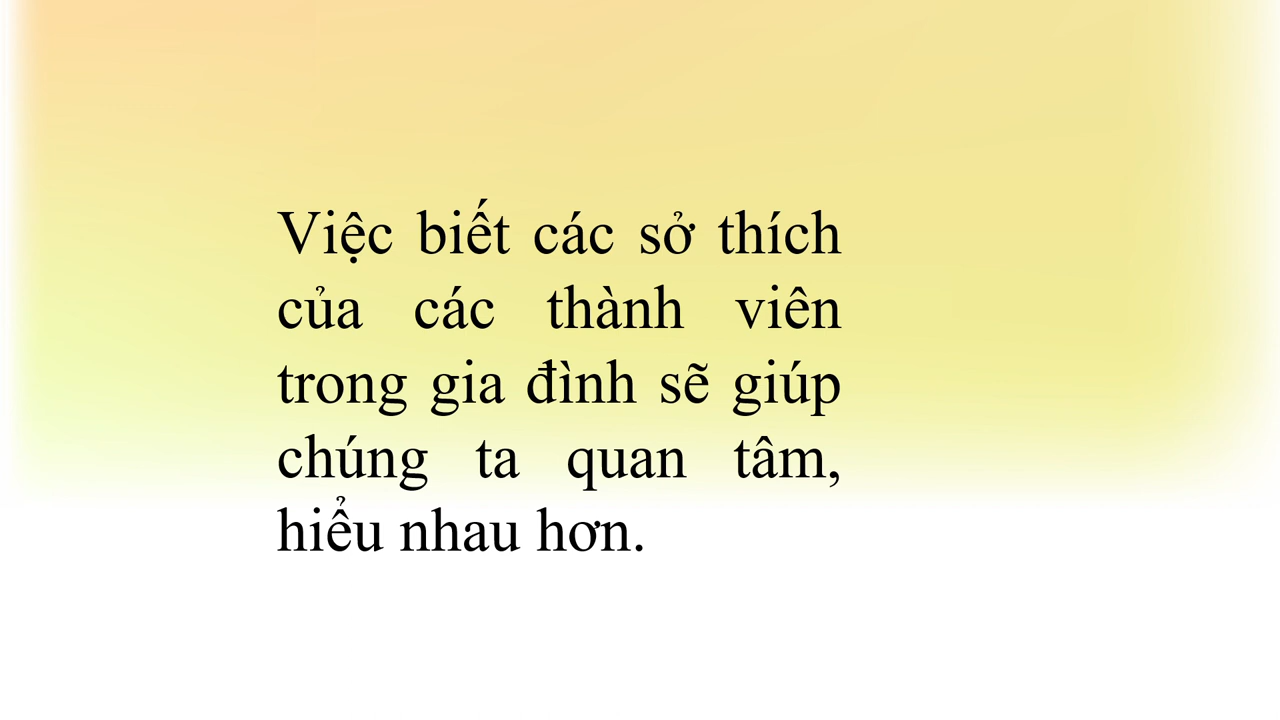 Việc biết các sở thích
của các thành viên
trong gia đình sẽ giúp
chúng ta quan tâm,
hiểu nhau hơn.